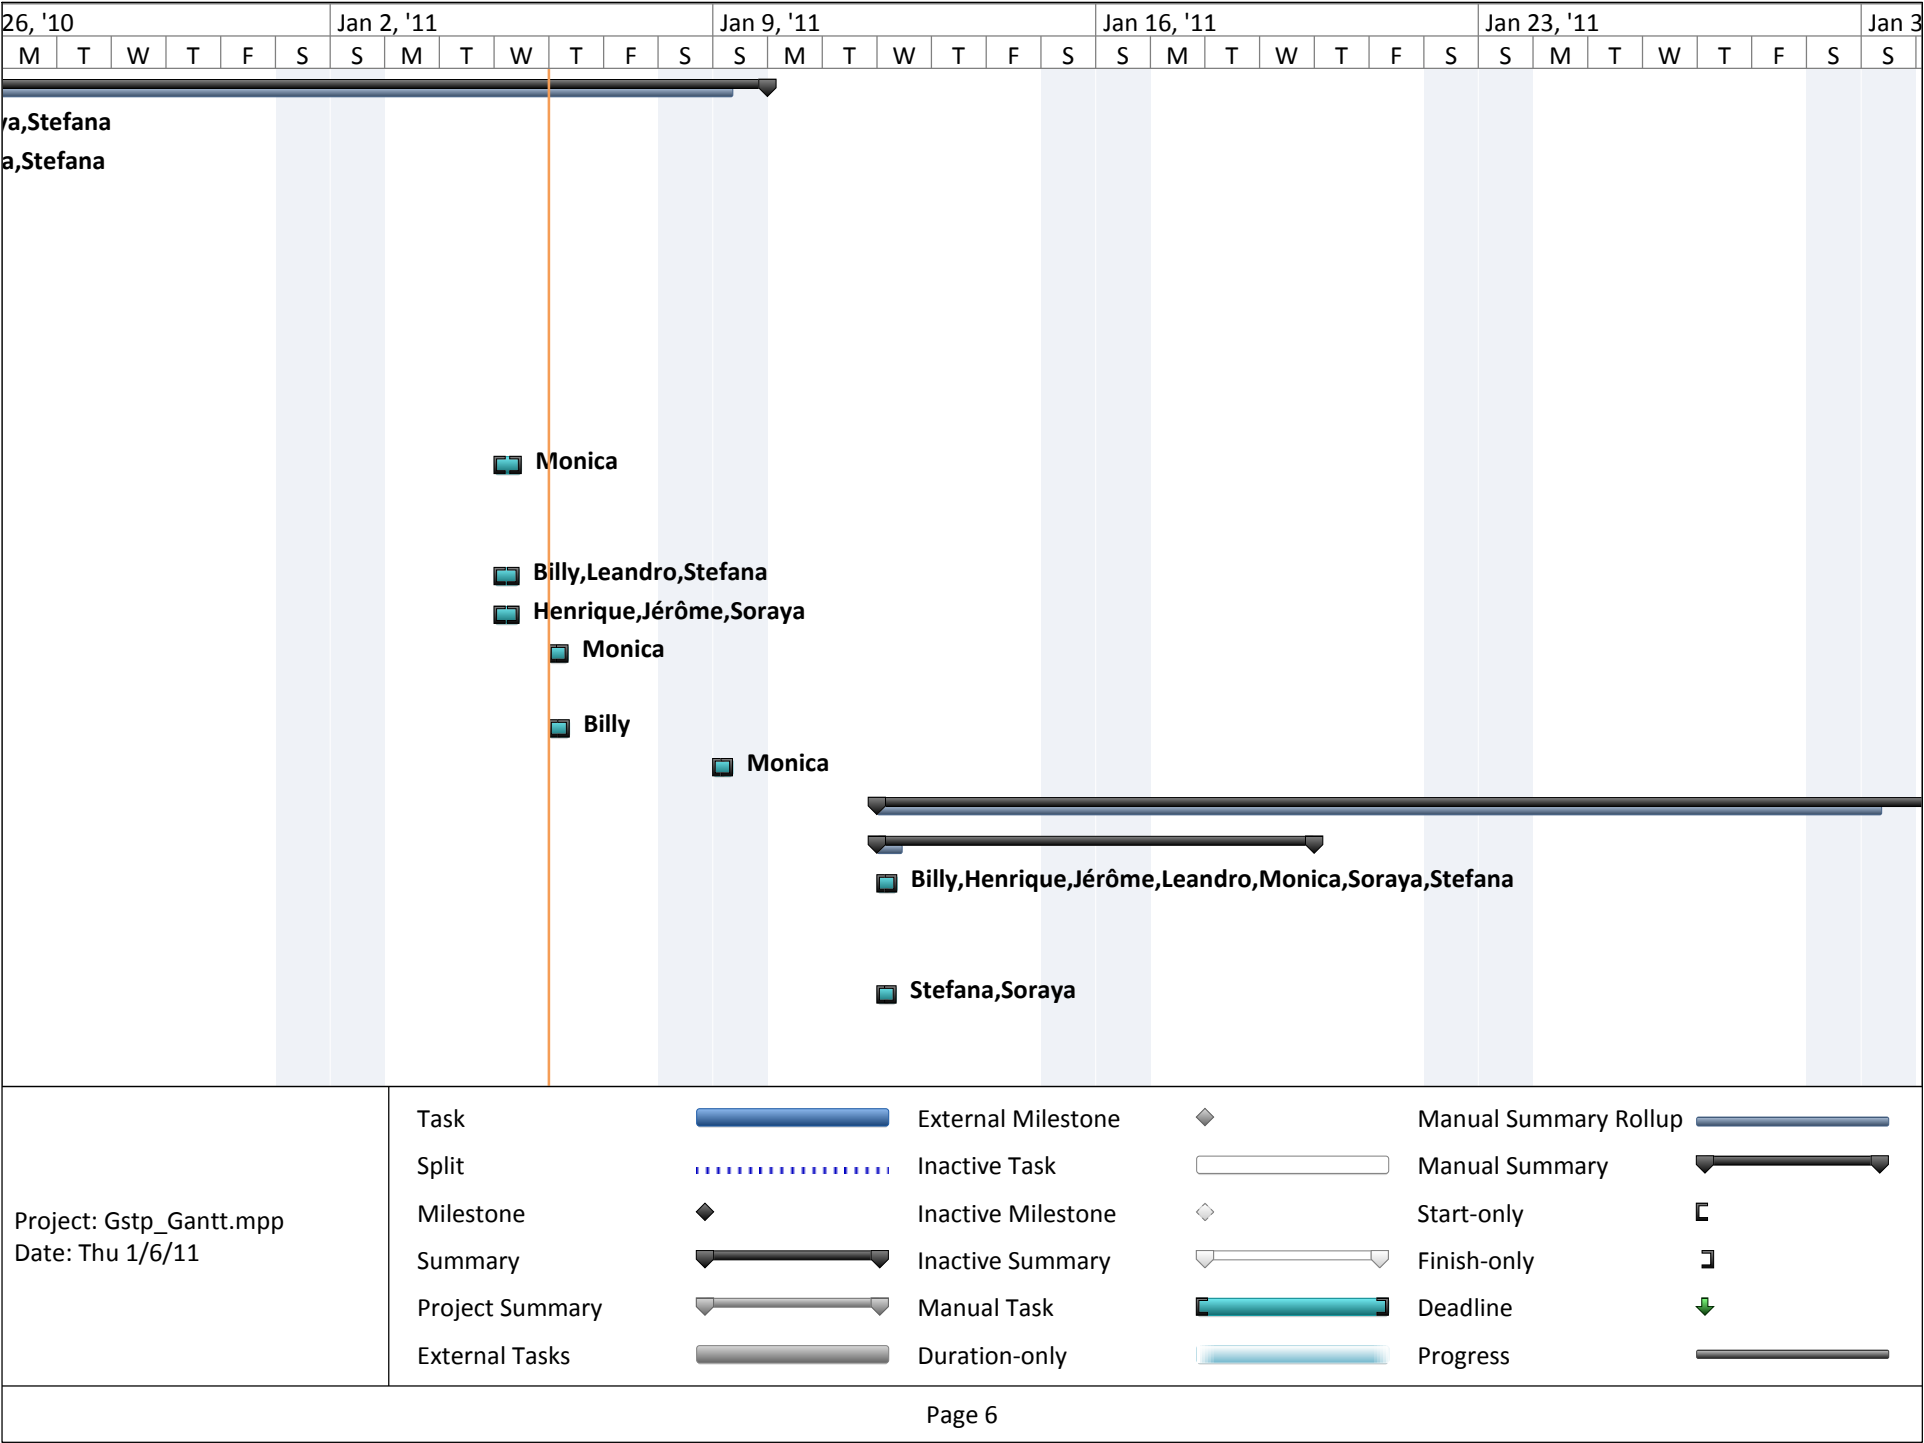 26, '10 Jan 2, '11 Jan 9, '11 Jan 16, '11 Jan 23, '11 Jan 3
M T W T F S S M T W T F S S M T W T F S S M T W T F S S M T W T F S S
ya,Stefana
a,Stefana
Monica
Billy,Leandro,Stefana
Henrique,Jérôme,Soraya
Monica
Billy
Monica
Billy,Henrique,Jérôme,Leandro,Monica,Soraya,Stefana
Stefana,Soraya
Project: Gstp_Gantt.mpp
Date: Thu 1/6/11
Task External Milestone Manual Summary Rollup
Split Inactive Task Manual Summary
Milestone Inactive Milestone Start-only
Summary Inactive Summary Finish-only
Project Summary Manual Task Deadline
External Tasks Duration-only Progress
Page 6